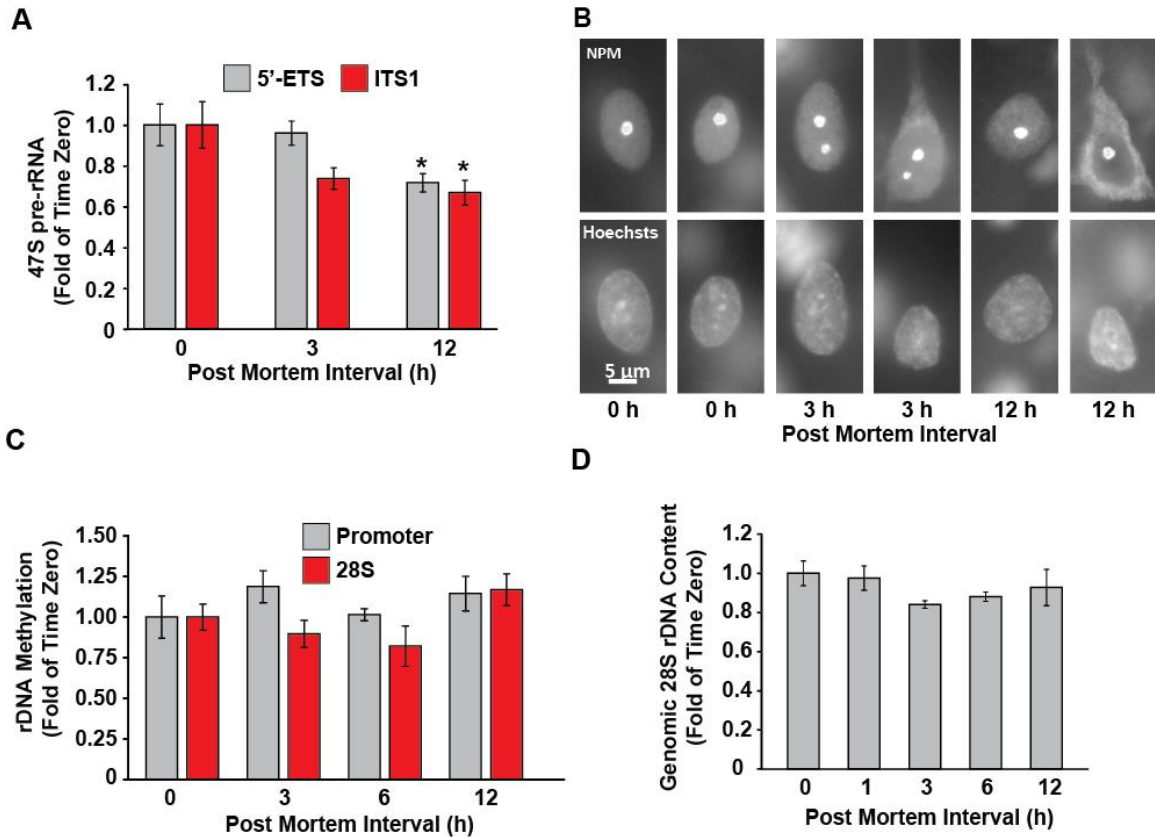 A
47S pre-rRNA
(Fold of Time Zero)
5'-ETS
ITS1
1.2
1.0
0.8
0.6
0.4
0.2
0
* *
0 3 12
Post Mortem Interval (h)
B
NPM
Hoechsts
5 µm
0 h 0 h 3 h 3 h 12 h 12 h
Post Mortem Interval
C
rDNA Methylation
(Fold of Time Zero)
Promoter
28S
1.50
1.25
1.00
0.75
1.50
1.25
0
0 3 6 12
Post Mortem Interval (h)
D
Genomic 28S rDNA Content
(Fold of Time Zero)
1.2
1.0
0.8
0.6
0.4
0.2
0
0 1 3 6 12
Post Mortem Interval (h)